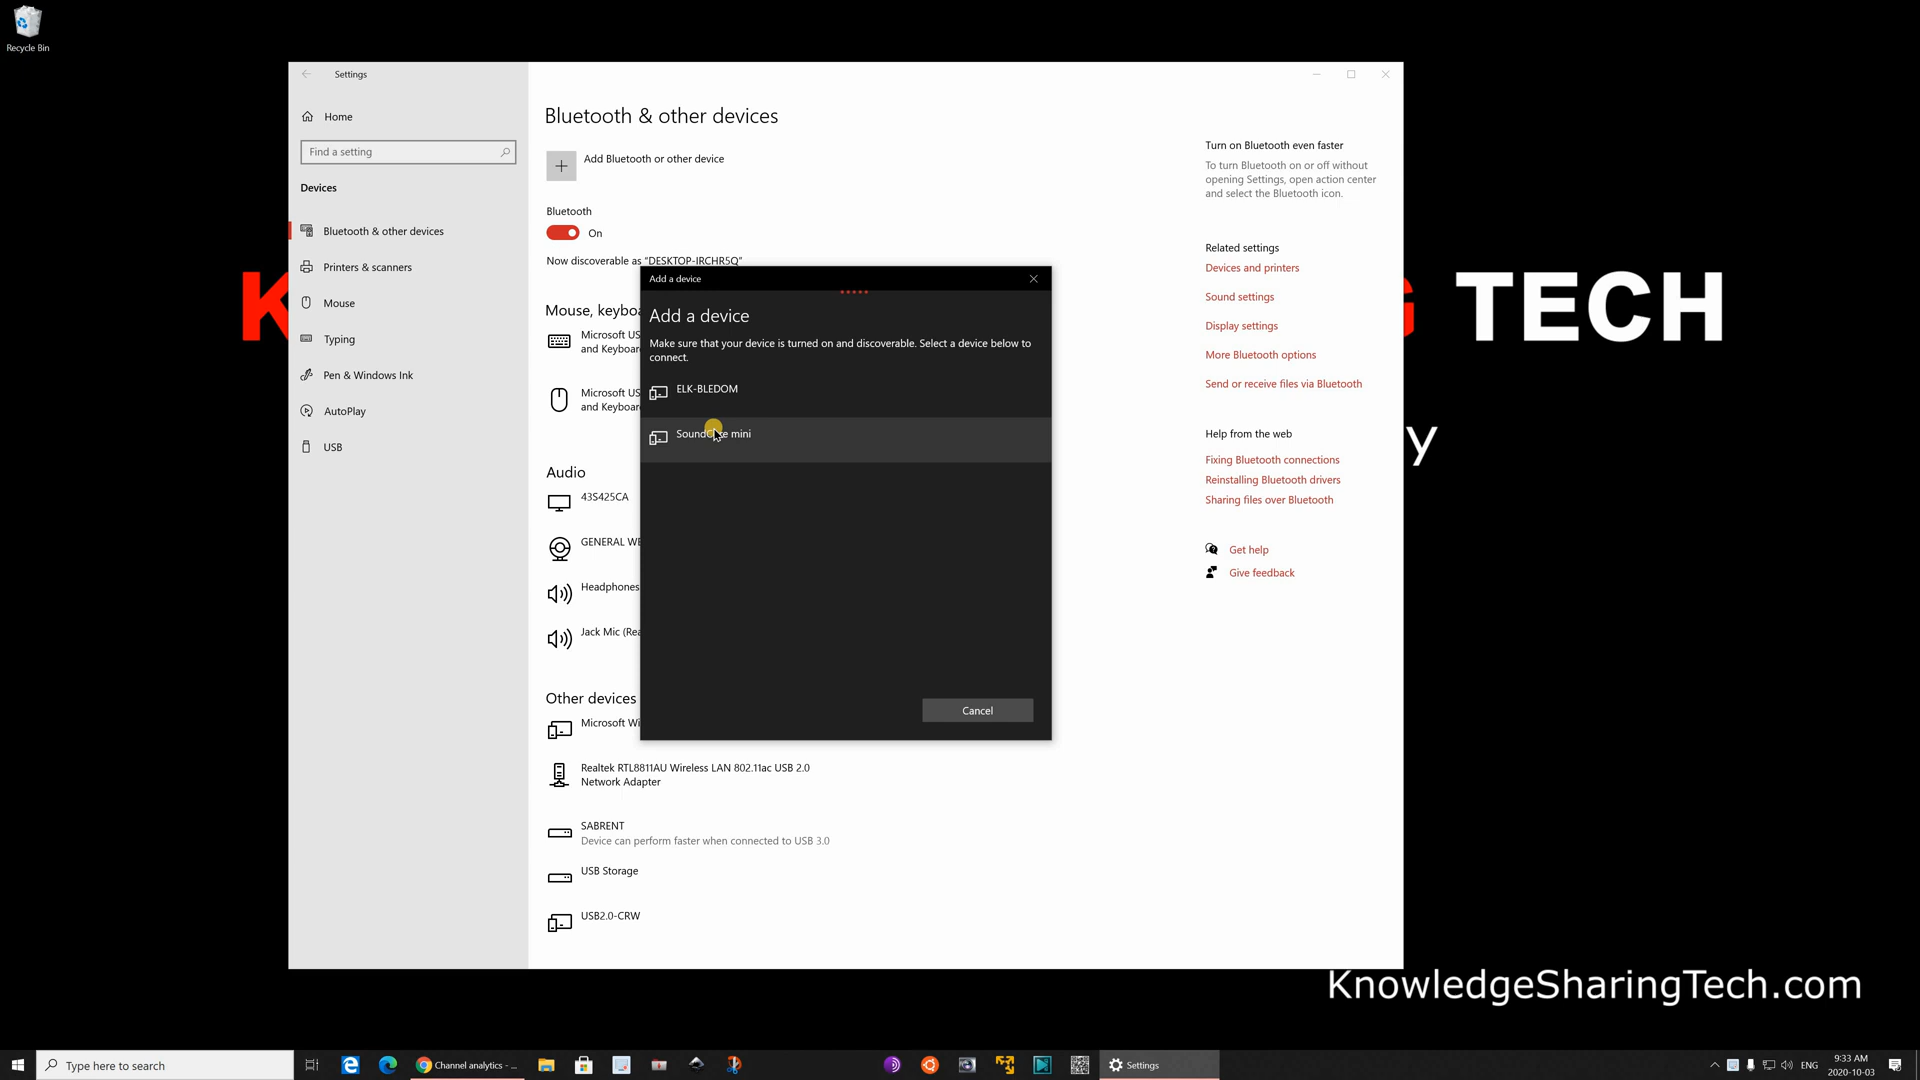 Recycle Bin
Settings
Home
Find a setting
Devices
Bluetooth & other devices
Printers & scanners
Mouse
Typing
Pen & Windows Ink
AutoPlay
USB
Bluetooth & other devices
Add Bluetooth or other device
Bluetooth
On
Now discoverable as "DESKTOP-IRCHR5Q"
Mouse, keybo
Microsoft US
and Keyboar
Microsoft US
and Keyboar
Audio
43S425CA
GENERAL WE
Headphones
Jack Mic (Rea
Other devices
Microsoft Wi
Realtek RTL8811AU Wireless LAN 802.11ac USB 2.0
Network Adapter
SABRENT
Device can perform faster when connected to USB 3.0
USB Storage
USB2.0-CRW
Add a device
Add a device
Make sure that your device is turned on and discoverable. Select a device below to
connect.
ELK-BLEDOM
SoundCore mini
Cancel
Turn on Bluetooth even faster
To turn Bluetooth on or off without
opening Settings, open action center
and select the Bluetooth icon.
Related settings
Devices and printers
Sound settings
Display settings
More Bluetooth options
Send or receive files via Bluetooth
Help from the web
Fixing Bluetooth connections
Reinstalling Bluetooth drivers
Sharing files over Bluetooth
Get help
Give feedback
K G TECH
y
KnowledgeSharingTech.com
Type here to search
Channel analytics - ...
Settings
ENG
9:33 AM
2020-10-03